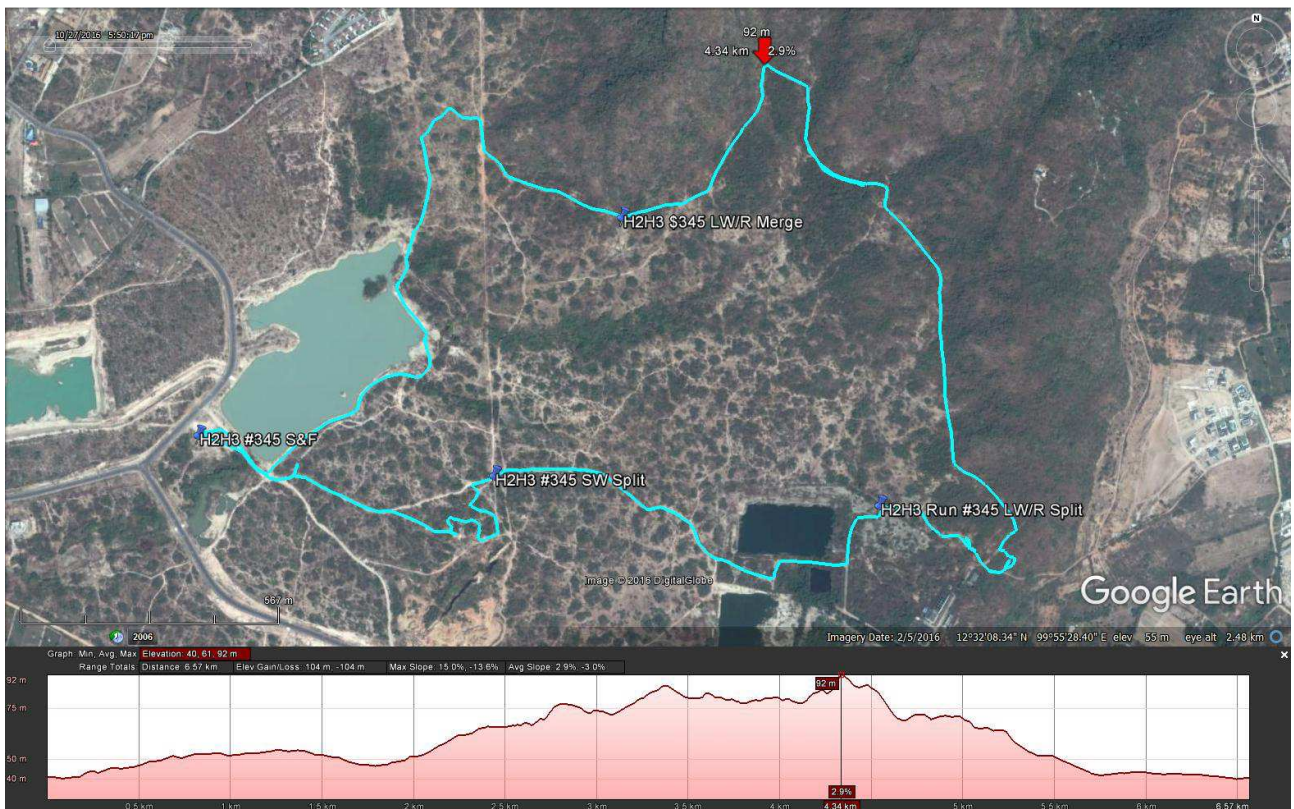 10/27/2016 5:50:17 pm
N
92 m
4.34 km 2.9%
H2H3 $345 LW/R Merge
H2H3 #345 S&F
H2H3 #345 SW Split
H2H3 Run #345 LW/R Split
Image © 2016 DigitalGlobe
Google Earth
567 m
2006
Imagery Date: 2/5/2016 12°32'08.34" N 99°55'28.40" E elev 55 m eye alt 2.48 km
Graph: Min, Avg, Max Elevation: 40, 61, 92 m
Range Totals: Distance: 6.57 km Elev Gain/Loss: 104 m, -104 m Max Slope: 15.0%, -13.6% Avg Slope: 2.9%, -3.0%
92 m
92 m
75 m
50 m
40 m
2.9%
0.5 km 1 km 1.5 km 2 km 2.5 km 3 km 3.5 km 4 km 4.34 km 5 km 5.5 km 6 km 6.57 km